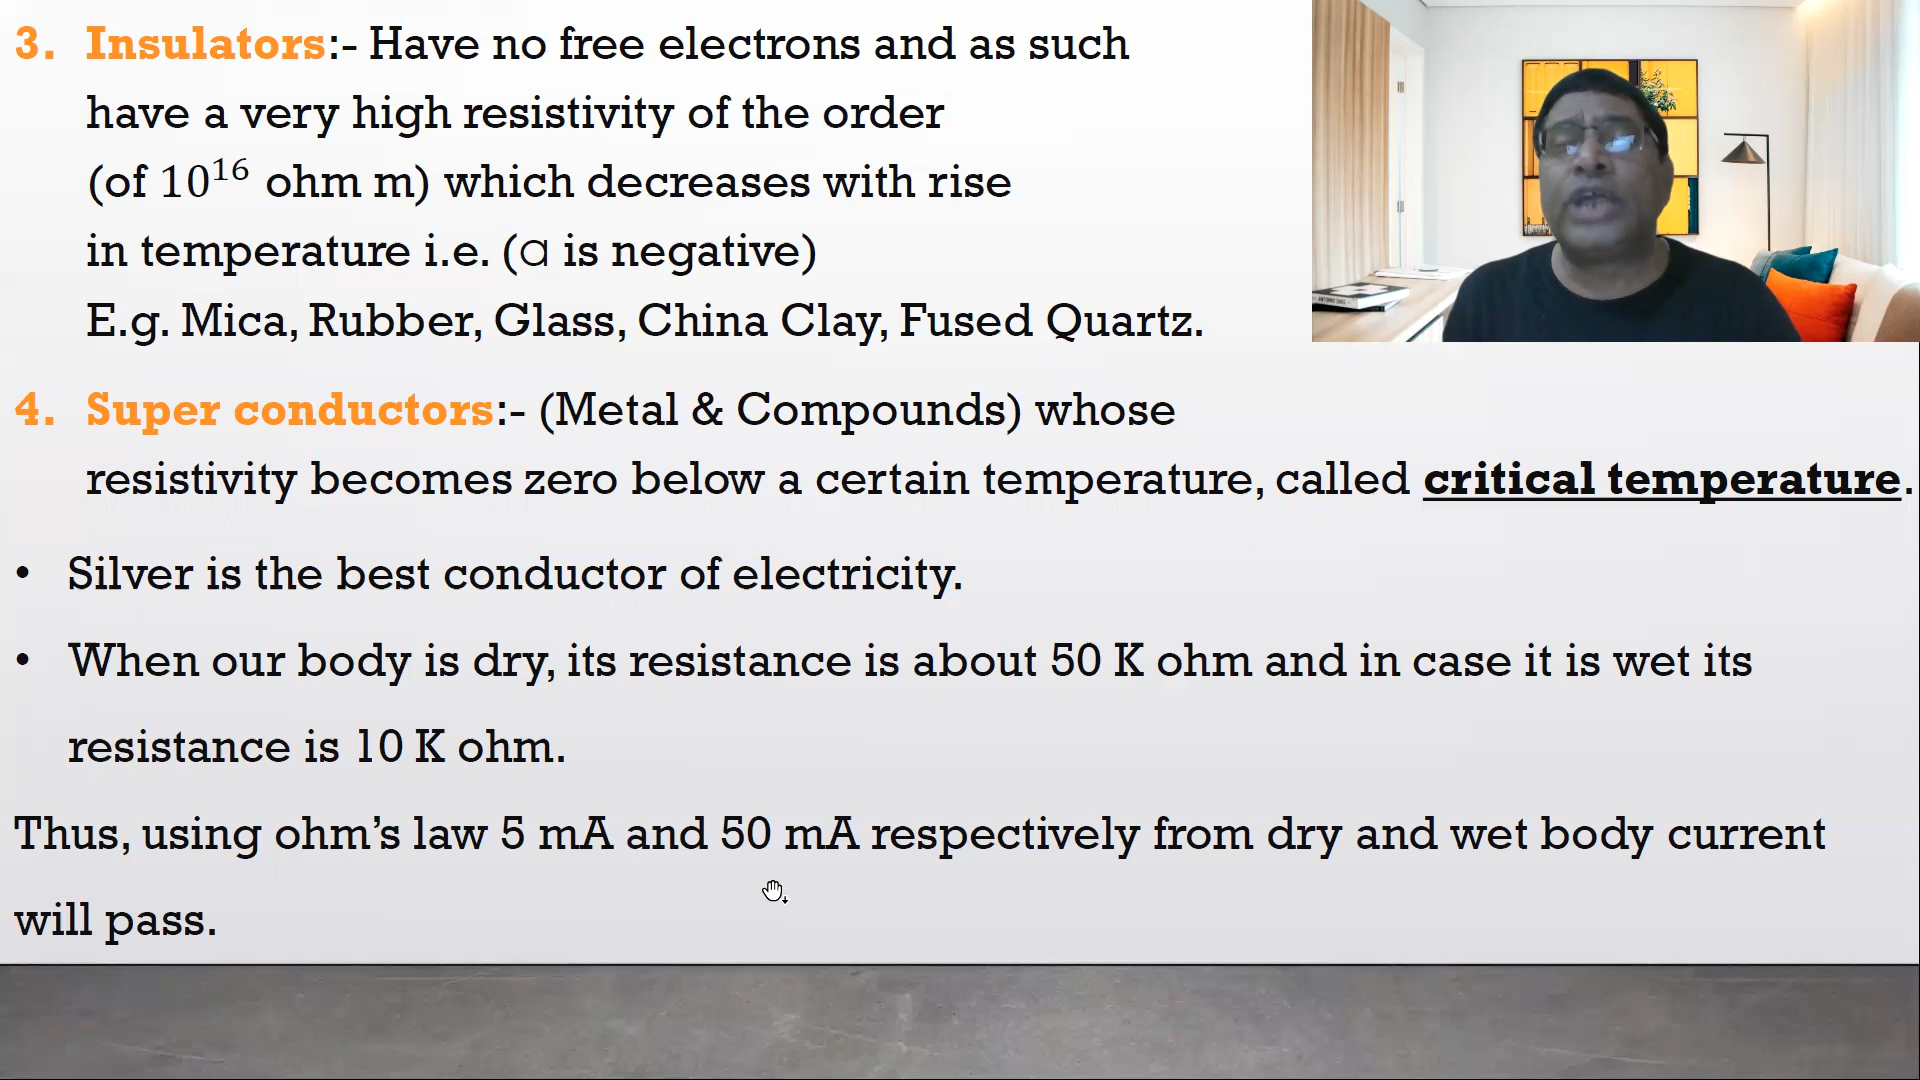 3. Insulators:- Have no free electrons and as such
have a very high resistivity of the order
(of 10¹⁶ ohm m) which decreases with rise
in temperature i.e. (α is negative)
E.g. Mica, Rubber, Glass, China Clay, Fused Quartz.
4. Super conductors:- (Metal & Compounds) whose
resistivity becomes zero below a certain temperature, called critical temperature.
• Silver is the best conductor of electricity.
• When our body is dry, its resistance is about 50 K ohm and in case it is wet its
resistance is 10 K ohm.
Thus, using ohm's law 5 mA and 50 mA respectively from dry and wet body current
will pass.